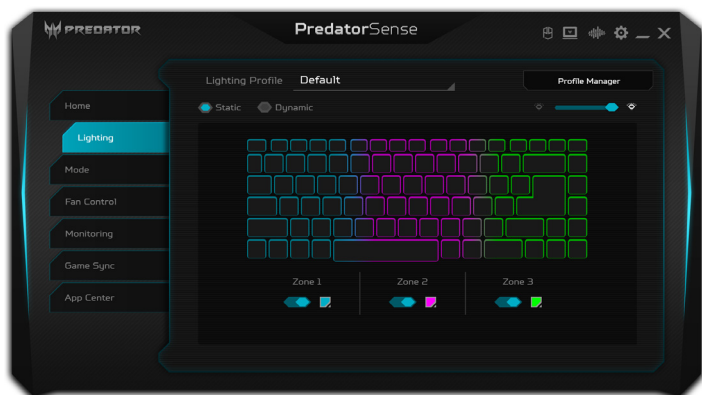 PREDATOR
PredatorSense
Lighting Profile Default
Profile Manager
Static Dynamic
Home
Lighting
Mode
Fan Control
Monitoring
Game Sync
App Center
Zone 1 Zone 2 Zone 3